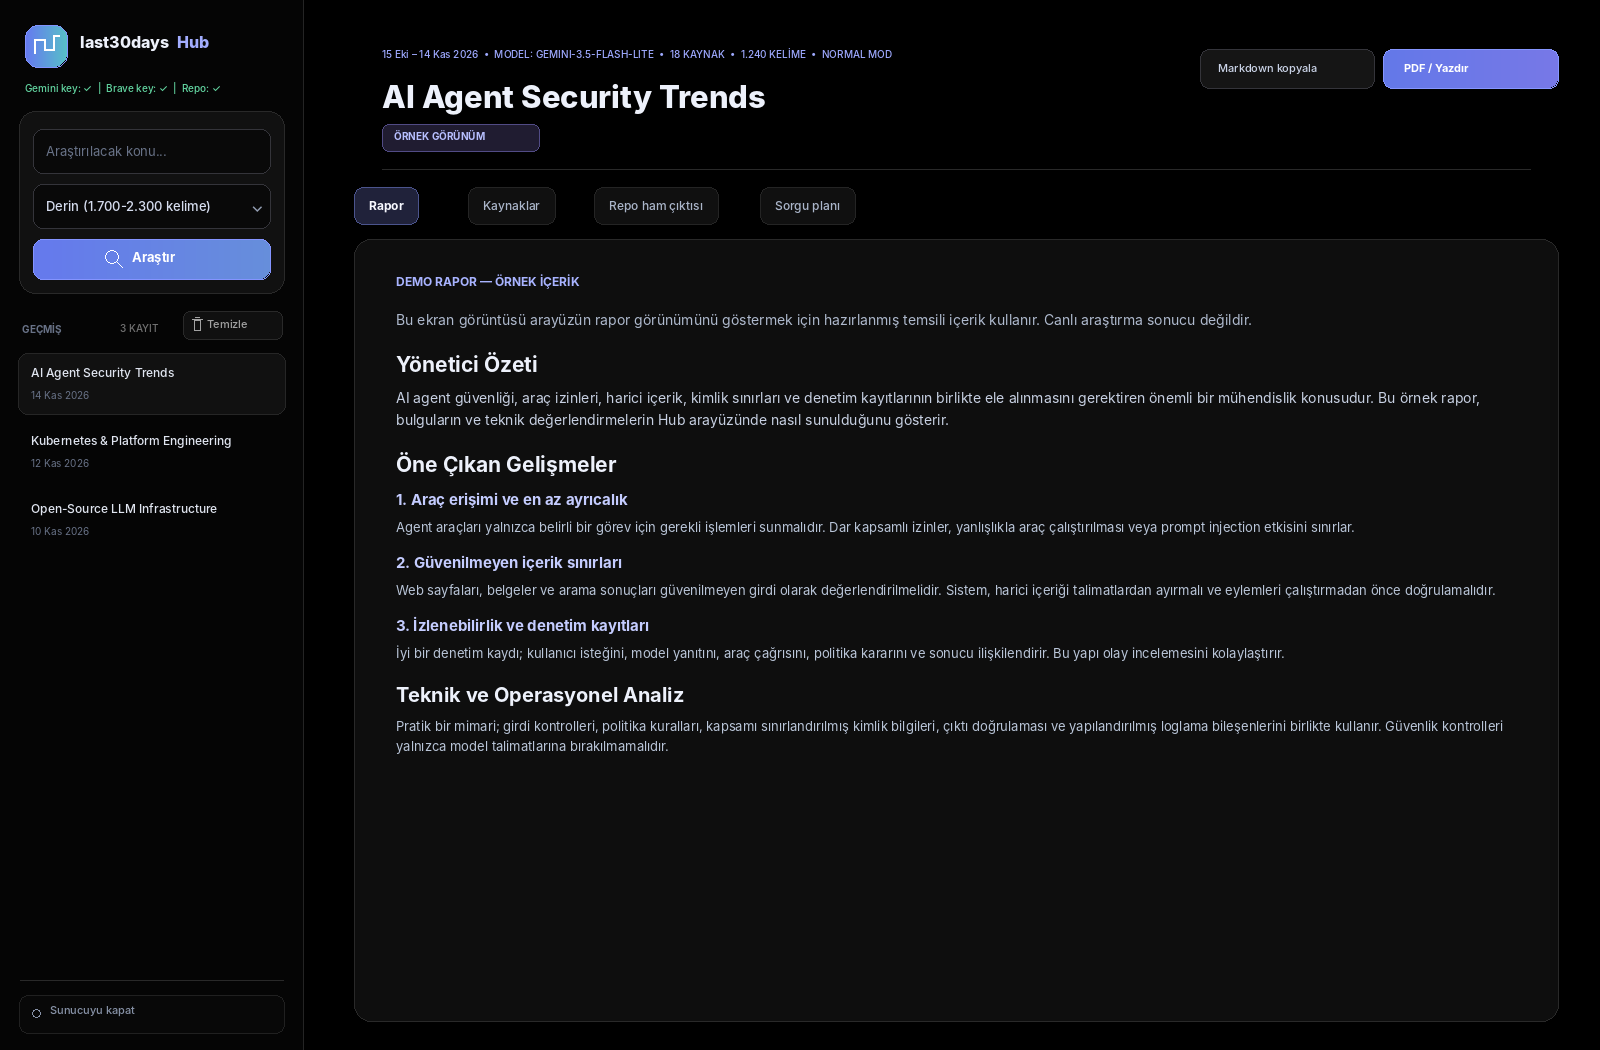 last30days Hub
Gemini key: ✓ | Brave key: ✓ | Repo: ✓
Araştırılacak konu...
Derin (1.700-2.300 kelime)
Araştır
GEÇMİŞ
3 KAYIT
Temizle
AI Agent Security Trends
14 Kas 2026
Kubernetes & Platform Engineering
12 Kas 2026
Open-Source LLM Infrastructure
10 Kas 2026
Sunucuyu kapat
15 Eki – 14 Kas 2026 • MODEL: GEMINI-3.5-FLASH-LITE • 18 KAYNAK • 1.240 KELİME • NORMAL MOD
AI Agent Security Trends
ÖRNEK GÖRÜNÜM
Markdown kopyala
PDF / Yazdır
Rapor
Kaynaklar
Repo ham çıktısı
Sorgu planı
DEMO RAPOR — ÖRNEK İÇERİK
Bu ekran görüntüsü arayüzün rapor görünümünü göstermek için hazırlanmış temsili içerik kullanır. Canlı araştırma sonucu değildir.
Yönetici Özeti
AI agent güvenliği, araç izinleri, harici içerik, kimlik sınırları ve denetim kayıtlarının birlikte ele alınmasını gerektiren önemli bir mühendislik konusudur. Bu örnek rapor,
bulguların ve teknik değerlendirmelerin Hub arayüzünde nasıl sunulduğunu gösterir.
Öne Çıkan Gelişmeler
1. Araç erişimi ve en az ayrıcalık
Agent araçları yalnızca belirli bir görev için gerekli işlemleri sunmalıdır. Dar kapsamlı izinler, yanlışlıkla araç çalıştırılması veya prompt injection etkisini sınırlar.
2. Güvenilmeyen içerik sınırları
Web sayfaları, belgeler ve arama sonuçları güvenilmeyen girdi olarak değerlendirilmelidir. Sistem, harici içeriği talimatlardan ayırmalı ve eylemleri çalıştırmadan önce doğrulamalıdır.
3. İzlenebilirlik ve denetim kayıtları
İyi bir denetim kaydı; kullanıcı isteğini, model yanıtını, araç çağrısını, politika kararını ve sonucu ilişkilendirir. Bu yapı olay incelemesini kolaylaştırır.
Teknik ve Operasyonel Analiz
Pratik bir mimari; girdi kontrolleri, politika kuralları, kapsamı sınırlandırılmış kimlik bilgileri, çıktı doğrulaması ve yapılandırılmış loglama bileşenlerini birlikte kullanır. Güvenlik kontrolleri
yalnızca model talimatlarına bırakılmamalıdır.